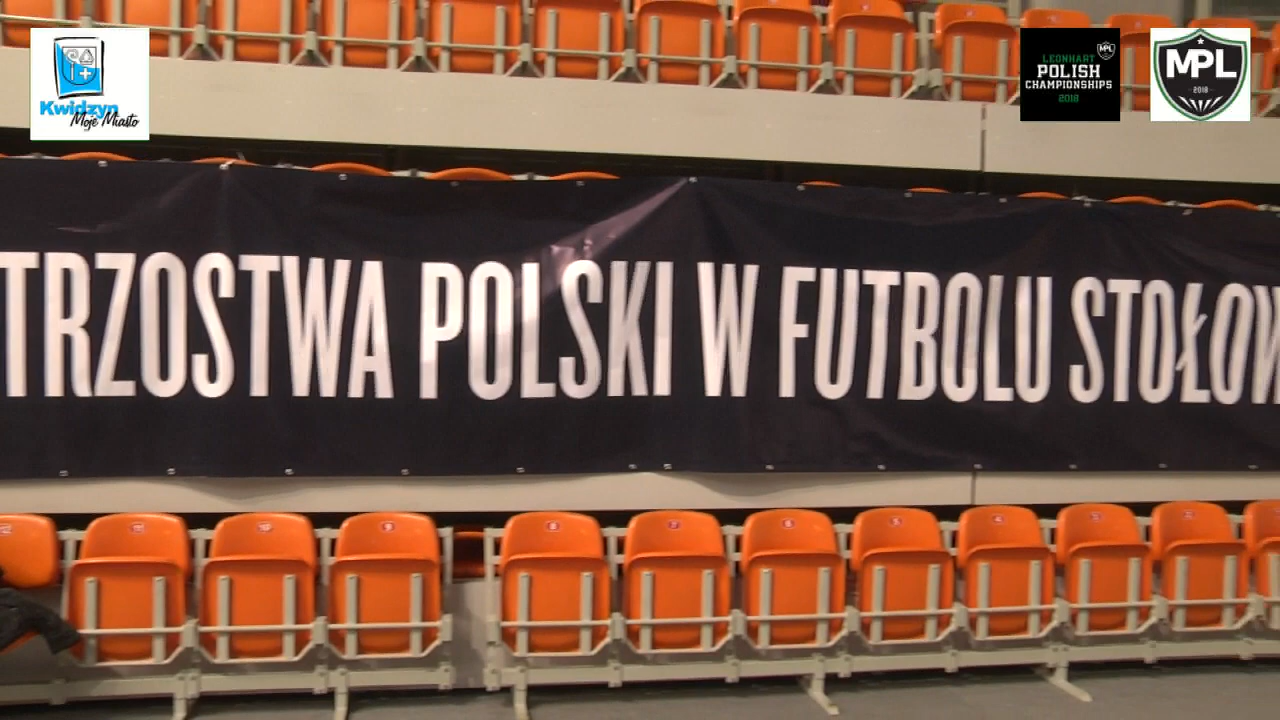 Kwidzyn
Moje Miasto
LEONHART
POLISH
CHAMPIONSHIPS
2018
MPL
MPL
2018
TRZOSTWA POLSKI W FUTBOLU STOŁOW